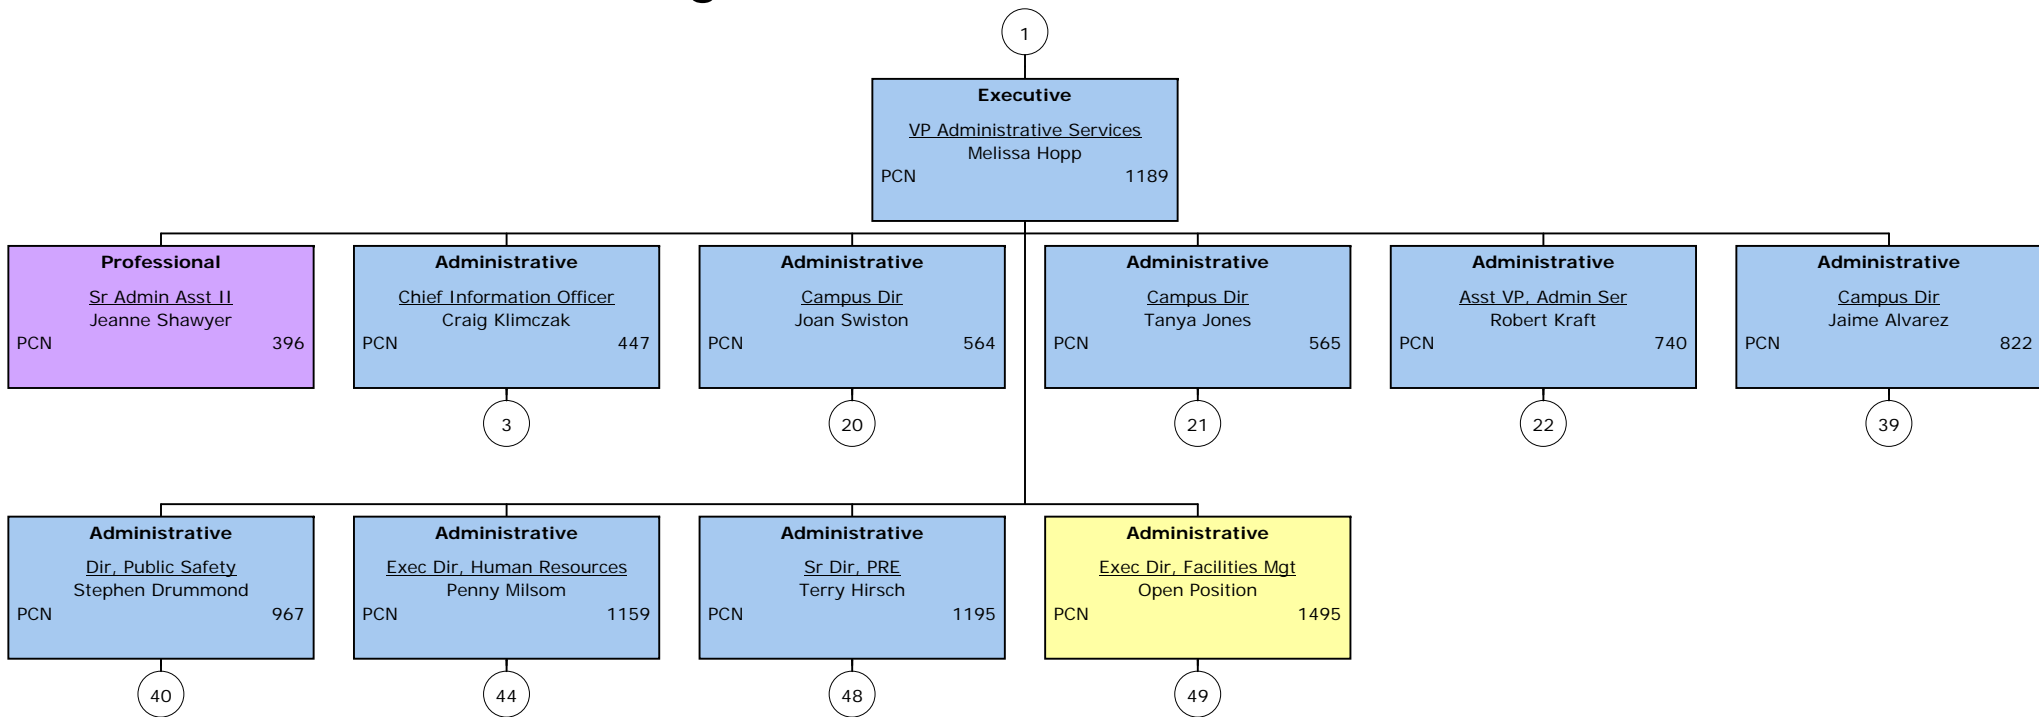 1
Executive
VP Administrative Services
Melissa Hopp
PCN 1189
Professional
Sr Admin Asst II
Jeanne Shawyer
PCN 396
Administrative
Chief Information Officer
Craig Klimczak
PCN 447
3
Administrative
Campus Dir
Joan Swiston
PCN 564
20
Administrative
Campus Dir
Tanya Jones
PCN 565
21
Administrative
Asst VP, Admin Ser
Robert Kraft
PCN 740
22
Administrative
Campus Dir
Jaime Alvarez
PCN 822
39
Administrative
Dir, Public Safety
Stephen Drummond
PCN 967
40
Administrative
Exec Dir, Human Resources
Penny Milsom
PCN 1159
44
Administrative
Sr Dir, PRE
Terry Hirsch
PCN 1195
48
Administrative
Exec Dir, Facilities Mgt
Open Position
PCN 1495
49